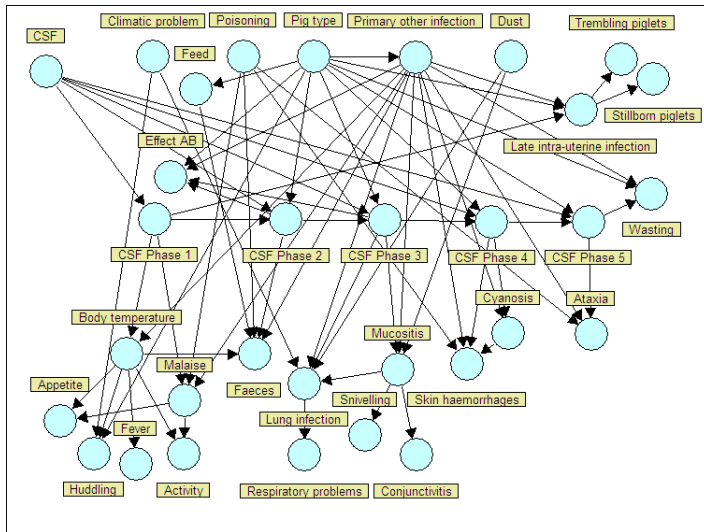 Climatic problem
Poisoning
Pig type
Primary other infection
Dust
Trembling piglets
CSF
Feed
Stillborn piglets
Effect AB
Late intra-uterine infection
Wasting
CSF Phase 1
CSF Phase 2
CSF Phase 3
CSF Phase 4
CSF Phase 5
Cyanosis
Ataxia
Body temperature
Mucositis
Malaise
Appetite
Faeces
Snivelling
Skin haemorrhages
Lung infection
Fever
Huddling
Activity
Respiratory problems
Conjunctivitis